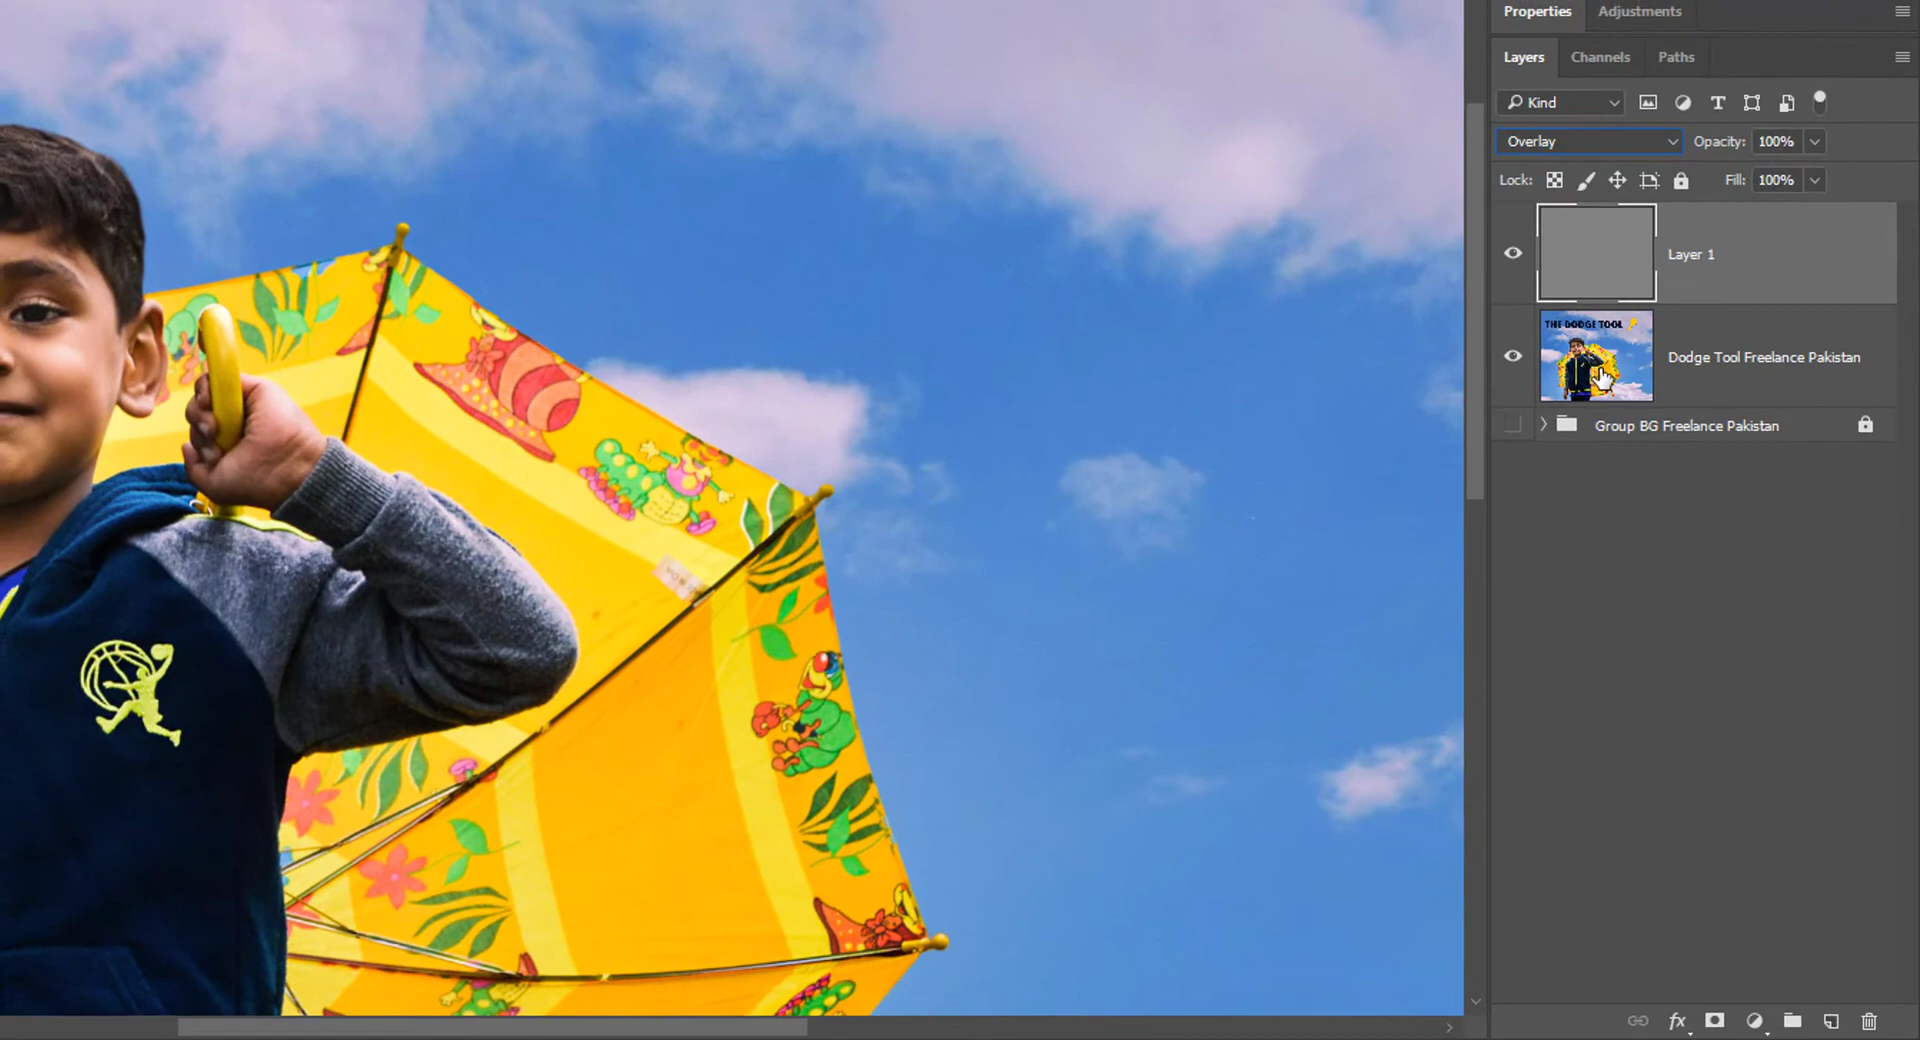 Properties Adjustments
Layers Channels Paths
Kind
Overlay Opacity: 100%
Lock: Fill: 100%
Layer 1
THE DODGE TOOL
Dodge Tool Freelance Pakistan
Group BG Freelance Pakistan
fx